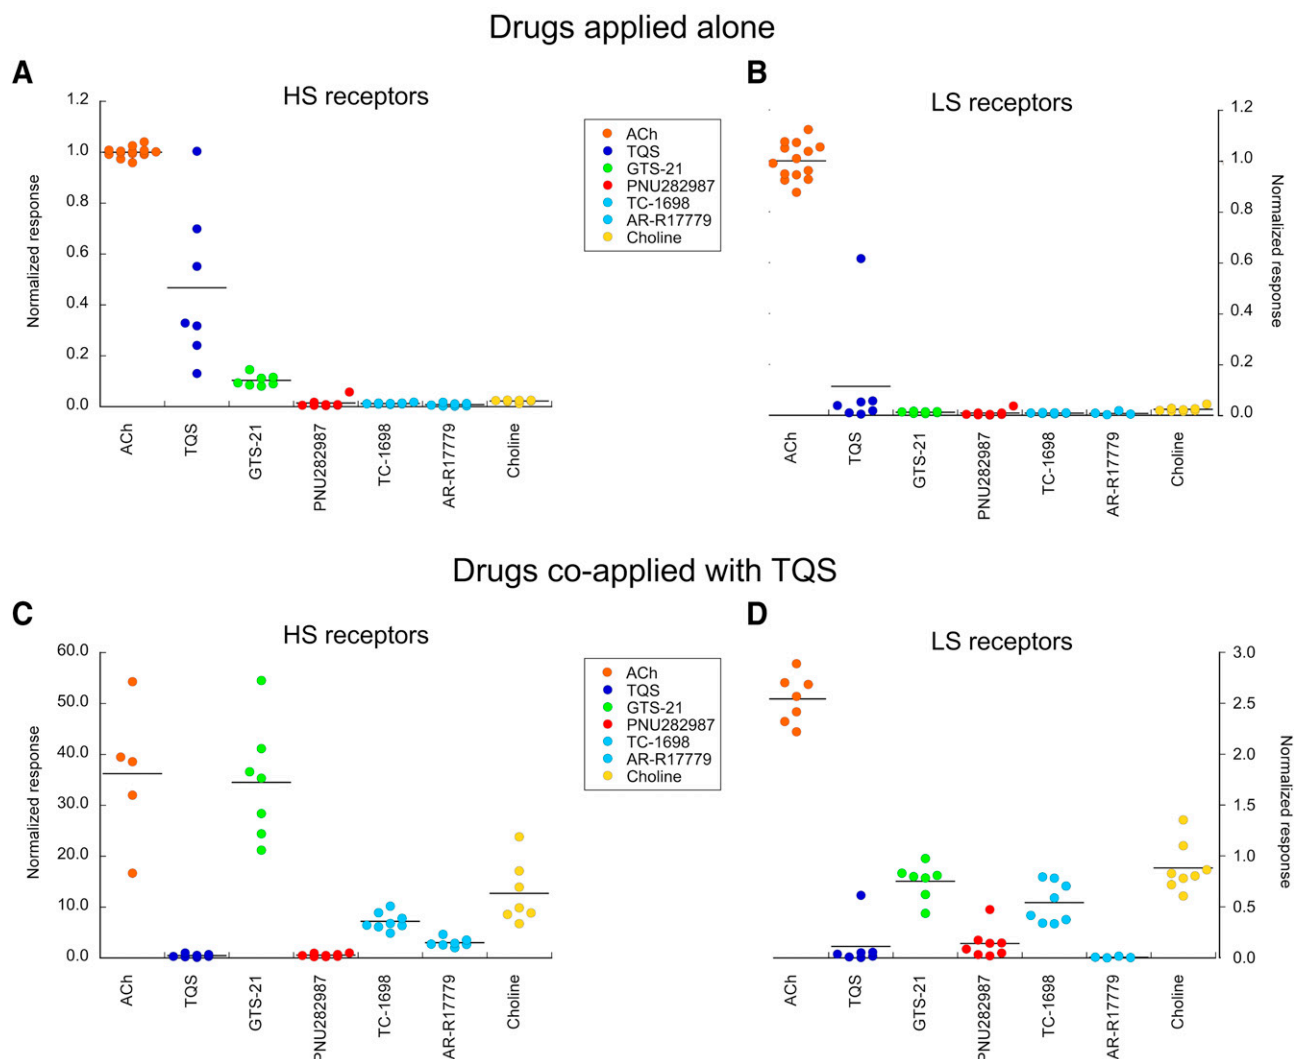 Drugs applied alone
A
HS receptors
Normalized response
1.2
1.0
0.8
0.6
0.4
0.2
0.0
ACh
TQS
GTS-21
PNU282987
TC-1698
AR-R17779
Choline
ACh
TQS
GTS-21
PNU282987
TC-1698
AR-R17779
Choline
B
LS receptors
1.2
1.0
0.8
0.6
0.4
0.2
0.0
Normalized response
ACh
TQS
GTS-21
PNU282987
TC-1698
AR-R17779
Choline
Drugs co-applied with TQS
C
HS receptors
Normalized response
60.0
50.0
40.0
30.0
20.0
10.0
0.0
ACh
TQS
GTS-21
PNU282987
TC-1698
AR-R17779
Choline
ACh
TQS
GTS-21
PNU282987
TC-1698
AR-R17779
Choline
D
LS receptors
3.0
2.5
2.0
1.5
1.0
0.5
0.0
Normalized response
ACh
TQS
GTS-21
PNU282987
TC-1698
AR-R17779
Choline